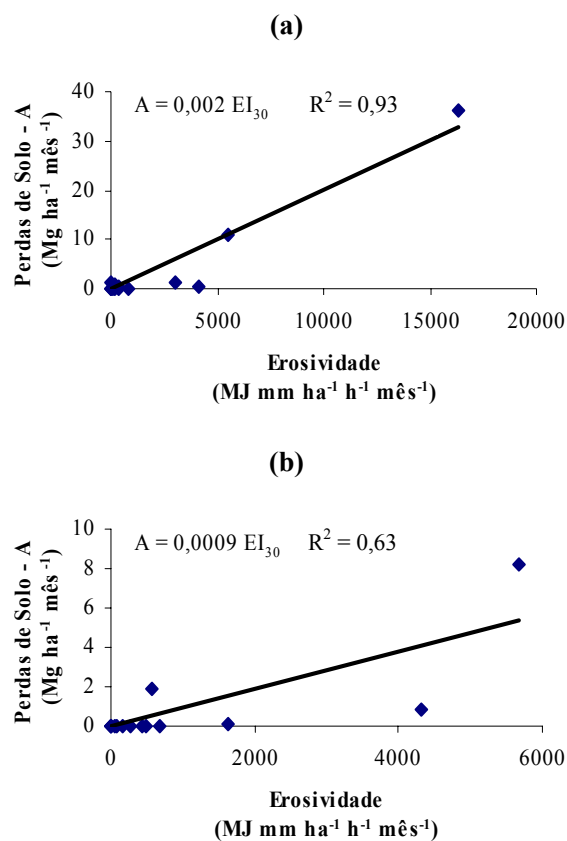 (a)
A = 0,002 EI₃₀ R² = 0,93
Perdas de Solo - A
(Mg ha⁻¹ mês⁻¹)
40
30
20
10
0
0 5000 10000 15000 20000
Erosividade
(MJ mm ha⁻¹ h⁻¹ mês⁻¹)
(b)
A = 0,0009 EI₃₀ R² = 0,63
Perdas de Solo - A
(Mg ha⁻¹ mês⁻¹)
10
8
6
4
2
0
0 2000 4000 6000
Erosividade
(MJ mm ha⁻¹ h⁻¹ mês⁻¹)